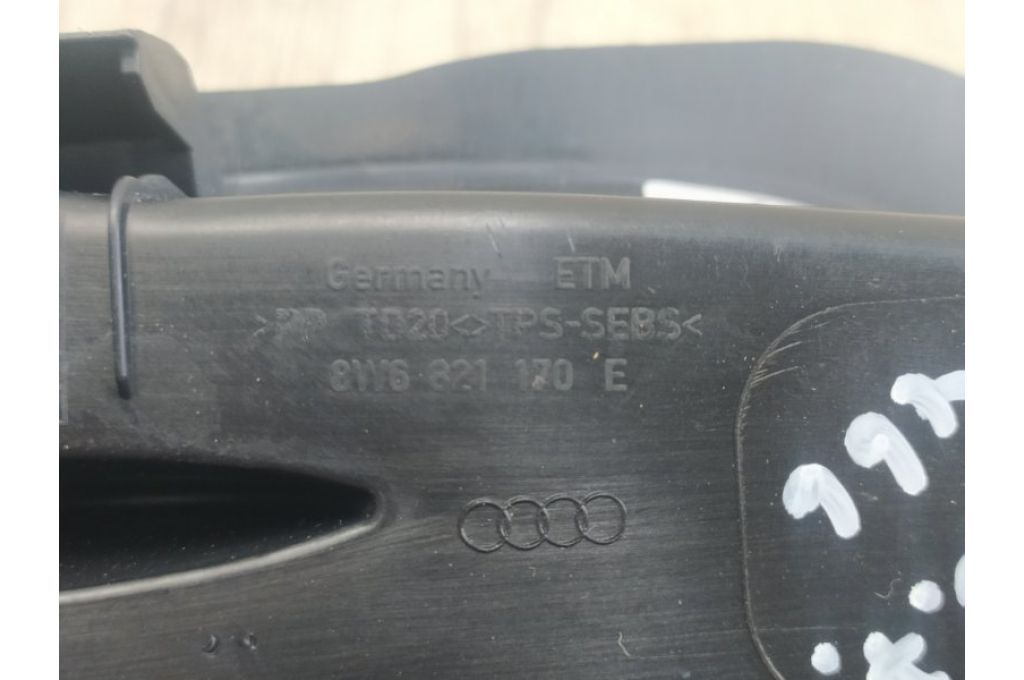 Germany ETM
>PP TD20<>TPS-SEBS<
8W6 821 170 E